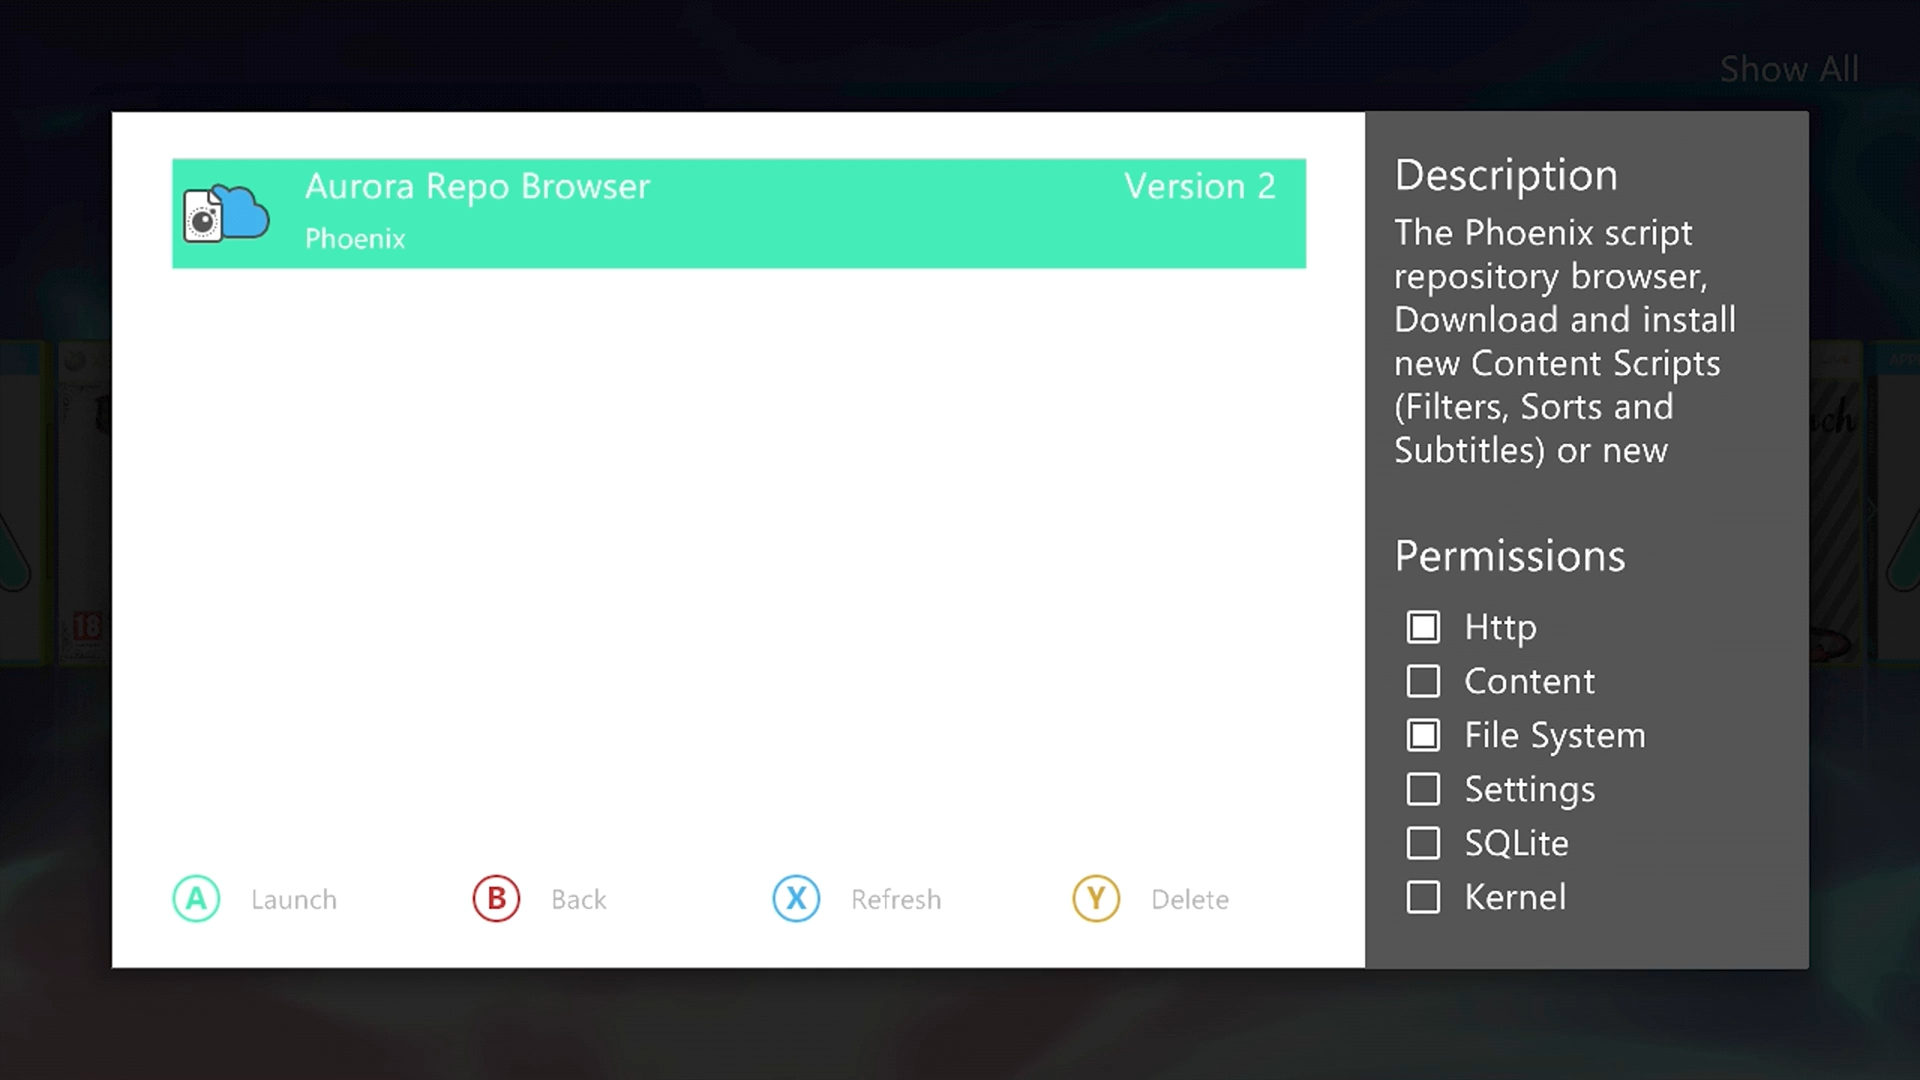 Show All
Aurora Repo Browser
Version 2
Phoenix
Description
The Phoenix script
repository browser,
Download and install
new Content Scripts
(Filters, Sorts and
Subtitles) or new
Permissions
Http
Content
File System
Settings
SQLite
Kernel
A Launch
B Back
X Refresh
Y Delete
18